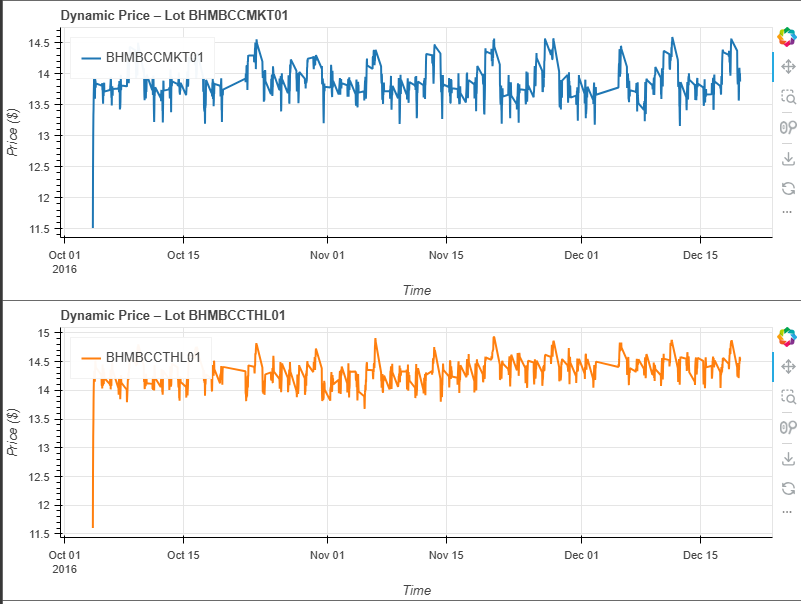 Dynamic Price – Lot BHMBCCMKT01
BHMBCCMKT01
Price ($)
14.5
14
13.5
13
12.5
12
11.5
Oct 01
2016
Oct 15
Nov 01
Nov 15
Dec 01
Dec 15
Time
Dynamic Price – Lot BHMBCCTHL01
BHMBCCTHL01
Price ($)
15
14.5
14
13.5
13
12.5
12
11.5
Oct 01
2016
Oct 15
Nov 01
Nov 15
Dec 01
Dec 15
Time